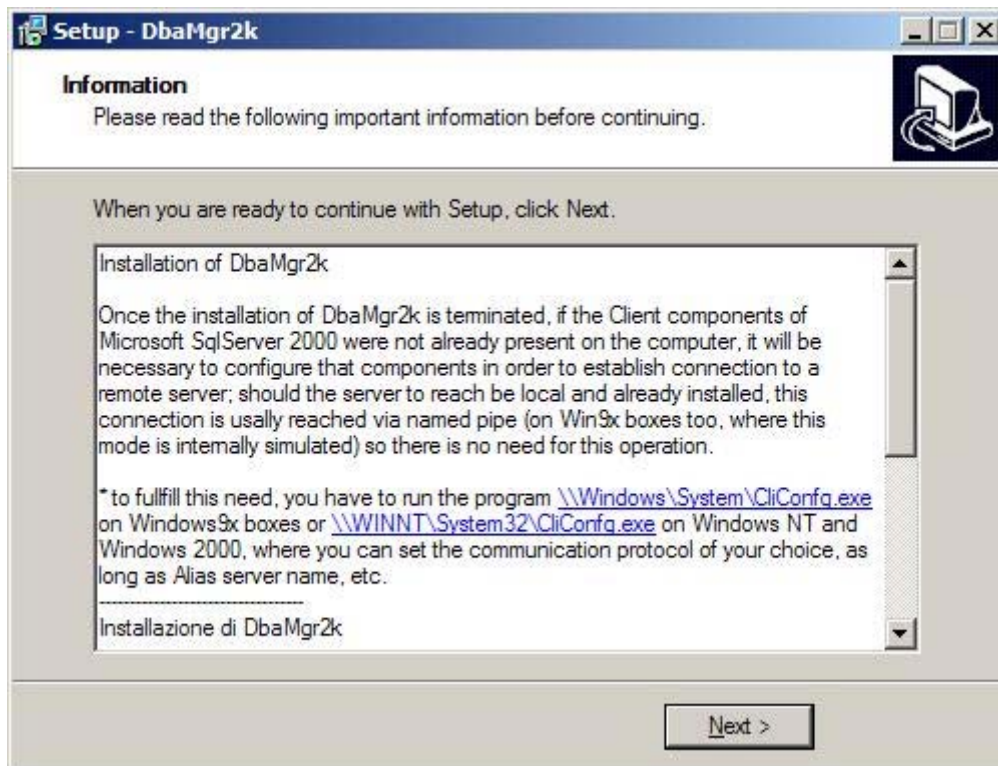 Setup - DbaMgr2k
Information
Please read the following important information before continuing.
When you are ready to continue with Setup, click Next.
Installation of DbaMgr2k
Once the installation of DbaMgr2k is terminated, if the Client components of
Microsoft SqlServer 2000 were not already present on the computer, it will be
necessary to configure that components in order to establish connection to a
remote server; should the server to reach be local and already installed, this
connection is usally reached via named pipe (on Win9x boxes too, where this
mode is internally simulated) so there is no need for this operation.
* to fullfill this need, you have to run the program \\Windows\System\CliConfg.exe
on Windows9x boxes or \\WINNT\System32\CliConfg.exe on Windows NT and
Windows 2000, where you can set the communication protocol of your choice, as
long as Alias server name, etc.
----------------------------------
Installazione di DbaMgr2k
Next >